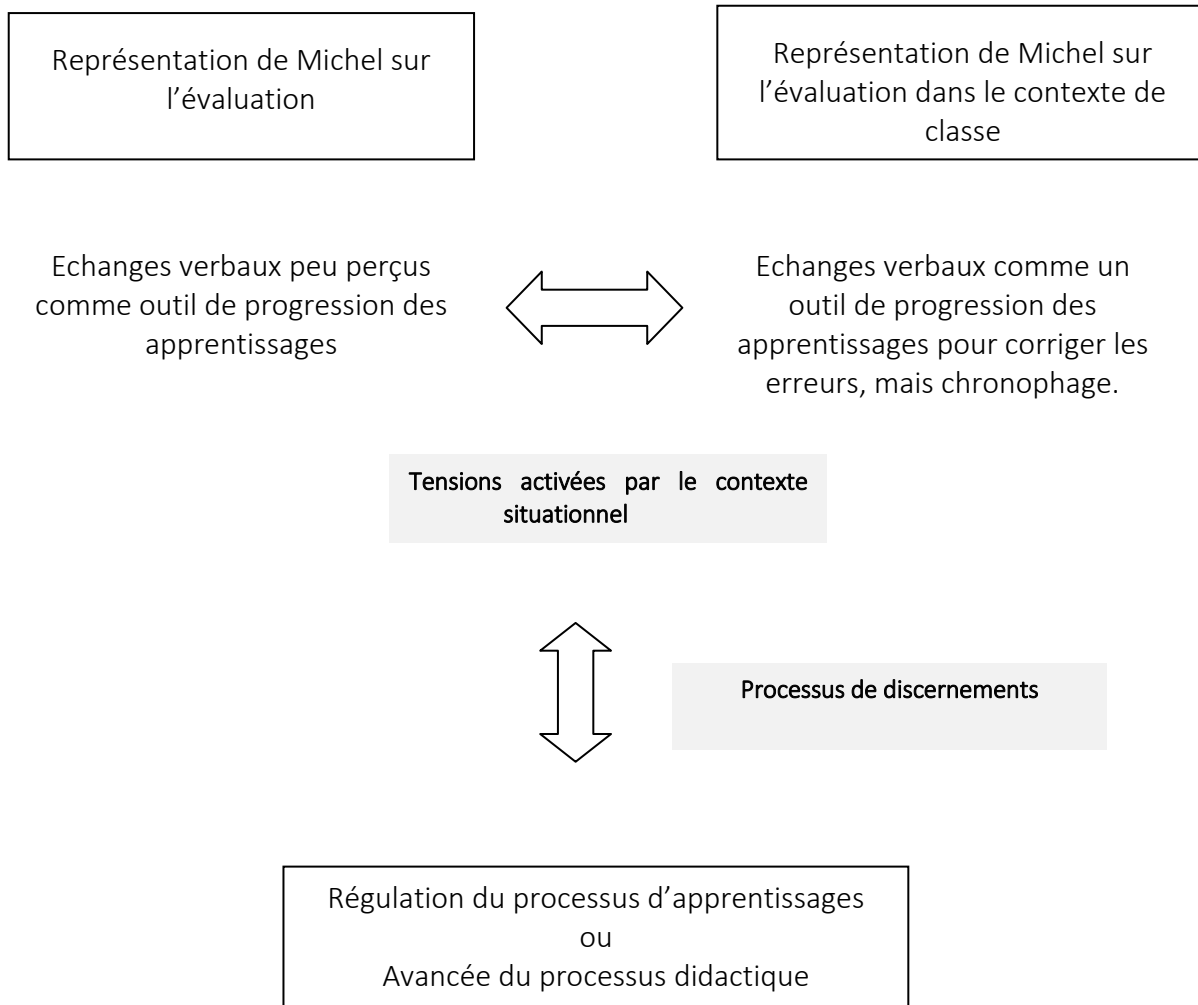 Représentation de Michel sur
l’évaluation
Représentation de Michel sur
l’évaluation dans le contexte de
classe
Echanges verbaux peu perçus
comme outil de progression des
apprentissages
Echanges verbaux comme un
outil de progression des
apprentissages pour corriger les
erreurs, mais chronophage.
Tensions activées par le contexte
situationnel
Processus de discernements
Régulation du processus d’apprentissages
ou
Avancée du processus didactique